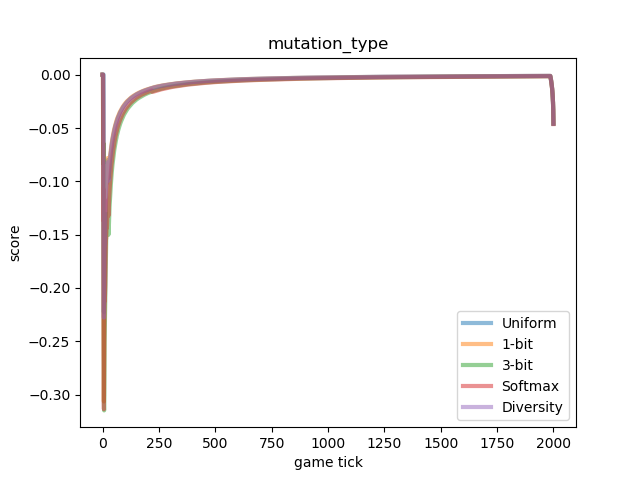 mutation_type
score
0.00
−0.05
−0.10
−0.15
−0.20
−0.25
−0.30
Uniform
1-bit
3-bit
Softmax
Diversity
0 250 500 750 1000 1250 1500 1750 2000
game tick